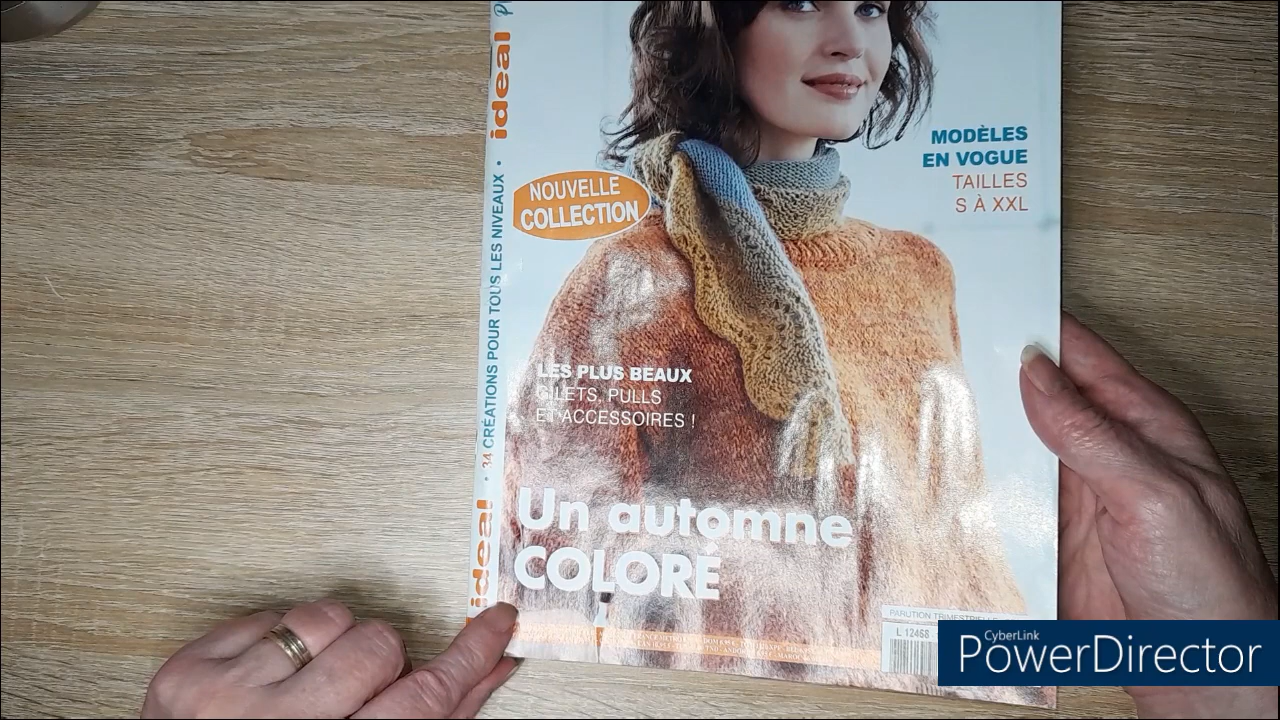 ideal
• 34 CRÉATIONS POUR TOUS LES NIVEAUX •
ideal
NOUVELLE
COLLECTION
MODÈLES
EN VOGUE
TAILLES
S À XXL
LES PLUS BEAUX
GILETS, PULLS
ET ACCESSOIRES !
Un automne
COLORÉ
PARUTION TRIMESTRIELLE
L 12468
CyberLink
PowerDirector